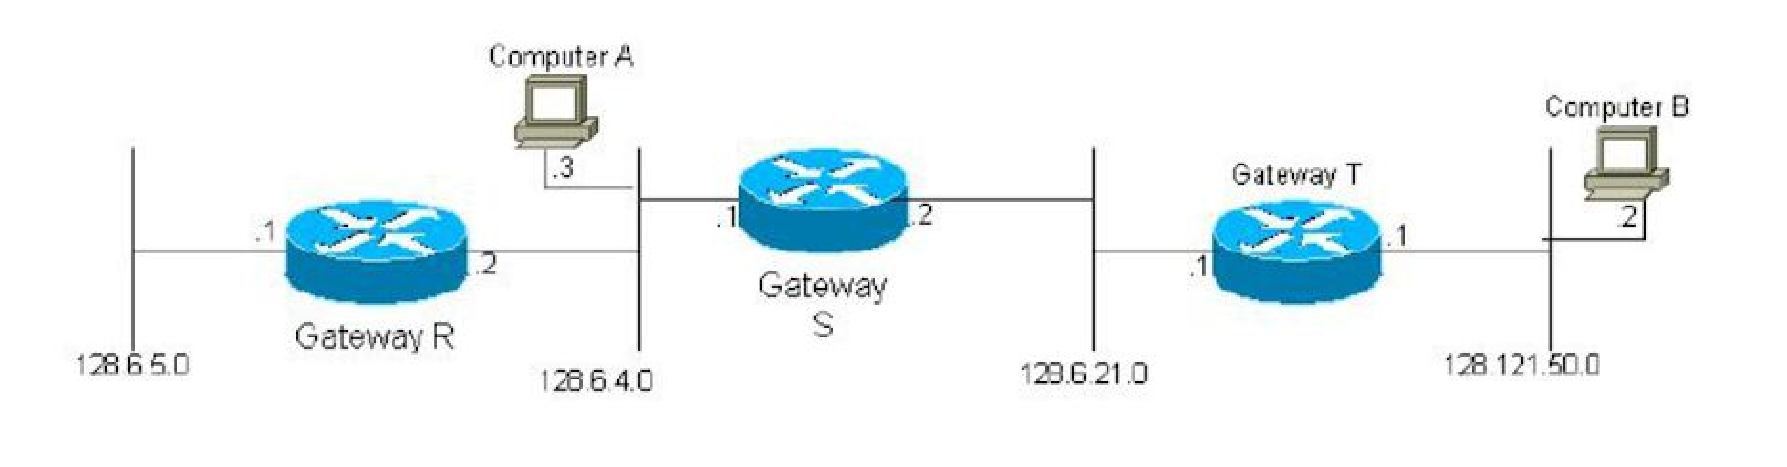 Computer A
Computer B
.3
Gateway T
.1
.2
.2
.1
.1
.2
.1
Gateway
S
Gateway R
128.6.5.0
128.6.4.0
128.6.21.0
128.121.50.0